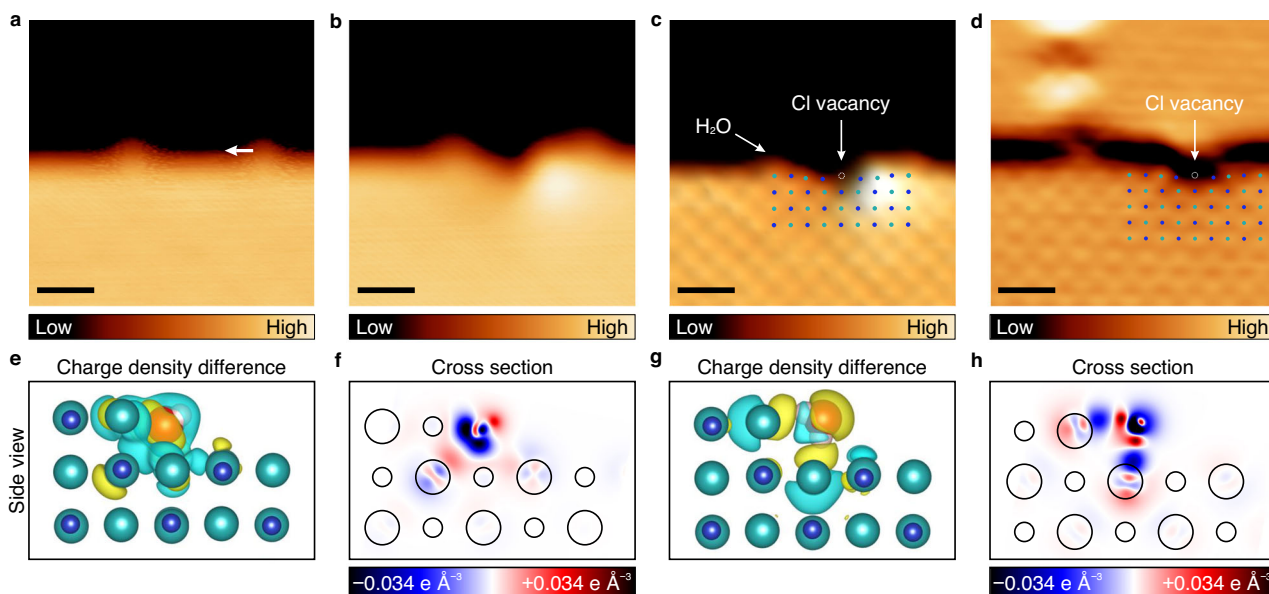 a
b
c
d
Cl vacancy
H₂O
Cl vacancy
Low High
Low High
Low High
Low High
e Charge density difference
f Cross section
g Charge density difference
h Cross section
Side view
−0.034 e Å⁻³ +0.034 e Å⁻³
−0.034 e Å⁻³ +0.034 e Å⁻³